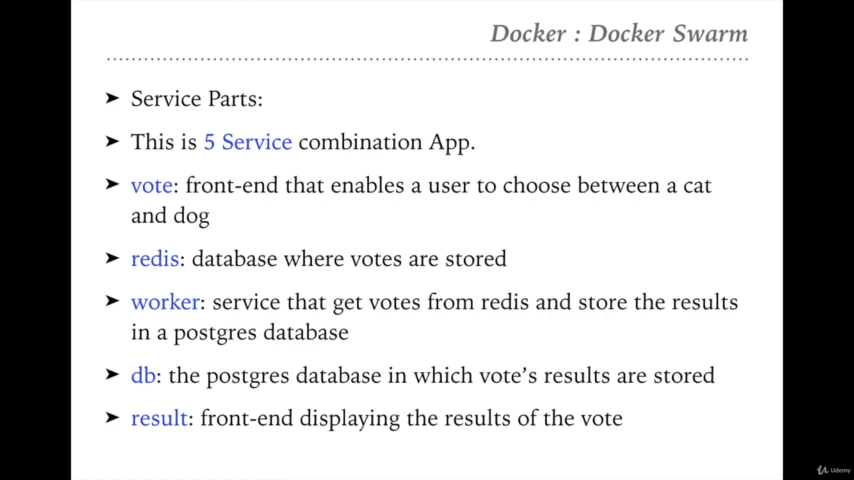 Docker : Docker Swarm
➤ Service Parts:
➤ This is 5 Service combination App.
➤ vote: front-end that enables a user to choose between a cat
and dog
➤ redis: database where votes are stored
➤ worker: service that get votes from redis and store the results
in a postgres database
➤ db: the postgres database in which vote’s results are stored
➤ result: front-end displaying the results of the vote
Udemy